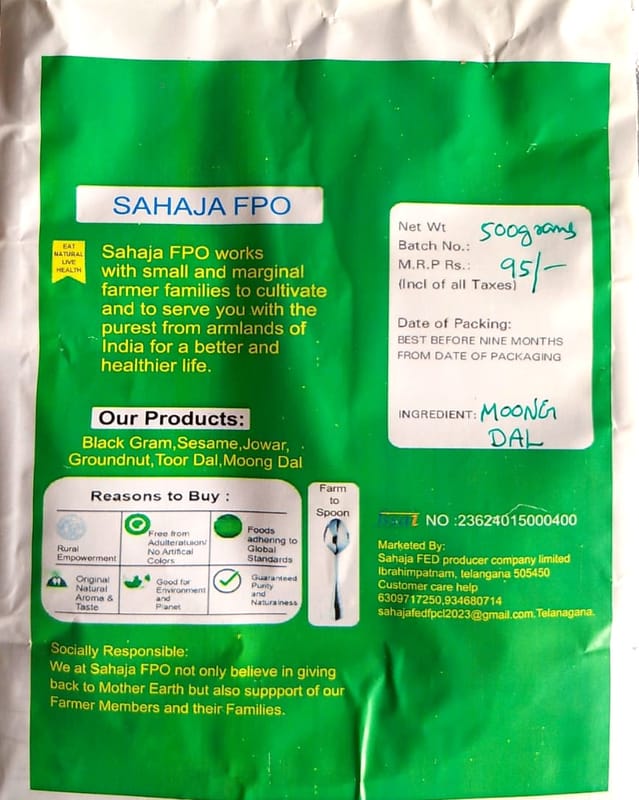 SAHAJA FPO
EAT
NATURAL
LIVE
HEALTH
Sahaja FPO works
with small and marginal
farmer families to cultivate
and to serve you with the
purest from armlands of
India for a better and
healthier life.
Our Products:
Black Gram,Sesame,Jowar,
Groundnut,Toor Dal,Moong Dal
Reasons to Buy :
Rural
Empowerment
Free from
Adulteratuion/
No Artifical
Colors
Foods
adhering to
Global
Standards
Original
Natural
Aroma &
Taste
Good for
Environment
and
Planet
Guaranteed
Purity
and
Naturalness
Farm
to
Spoon
Socially Responsible:
We at Sahaja FPO not only believe in giving
back to Mother Earth but also suppport of our
Farmer Members and their Families.
Net Wt 500grams
Batch No.:
M.R.P Rs.: 95/-
(Incl of all Taxes)
Date of Packing:
BEST BEFORE NINE MONTHS
FROM DATE OF PACKAGING
INGREDIENT: MOONG
DAL
fssai NO :23624015000400
Marketed By:
Sahaja FED producer company limited
Ibrahimpatnam, telangana 505450
Customer care help
6309717250,934680714
sahajafedfpcl2023@gmail.com.Telanagana.